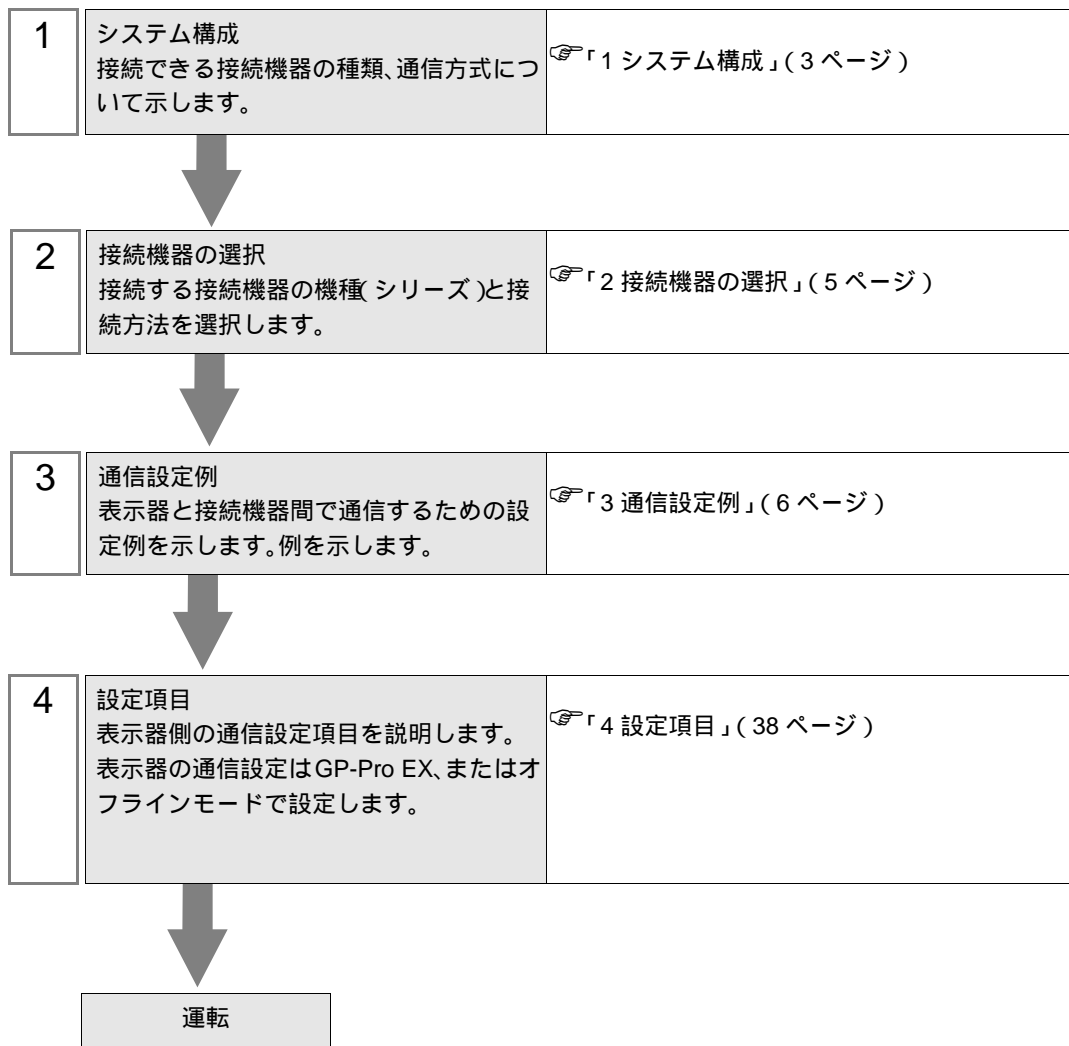 1
システム構成
接続できる接続機器の種類、通信方式につ
いて示します。
☞「1 システム構成」( 3 ページ )
2
接続機器の選択
接続する接続機器の機種( シリーズ )と接
続方法を選択します。
☞「2 接続機器の選択」( 5 ページ )
3
通信設定例
表示器と接続機器間で通信するための設
定例を示します。例を示します。
☞「3 通信設定例」( 6 ページ )
4
設定項目
表示器側の通信設定項目を説明します。
表示器の通信設定はGP-Pro EX、またはオ
フラインモードで設定します。
☞「4 設定項目」( 38 ページ )
運転